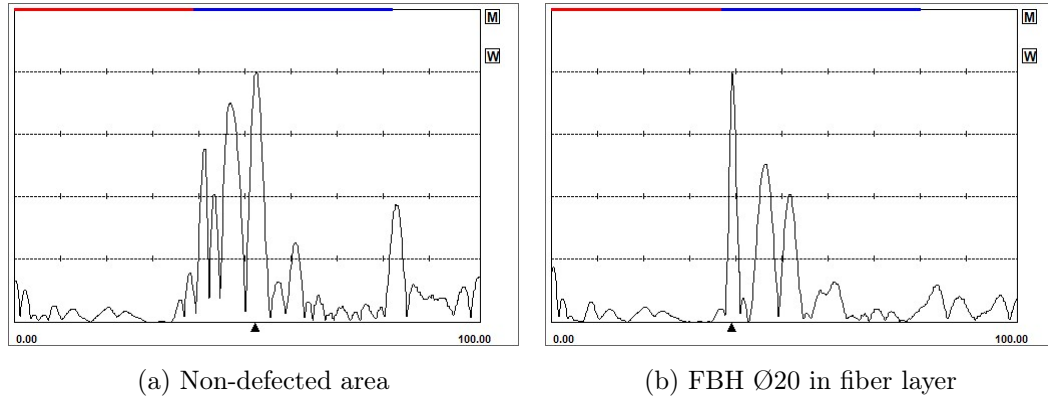 M
W
0.00 100.00
M
W
0.00 100.00
(a) Non-defected area
(b) FBH Ø20 in fiber layer